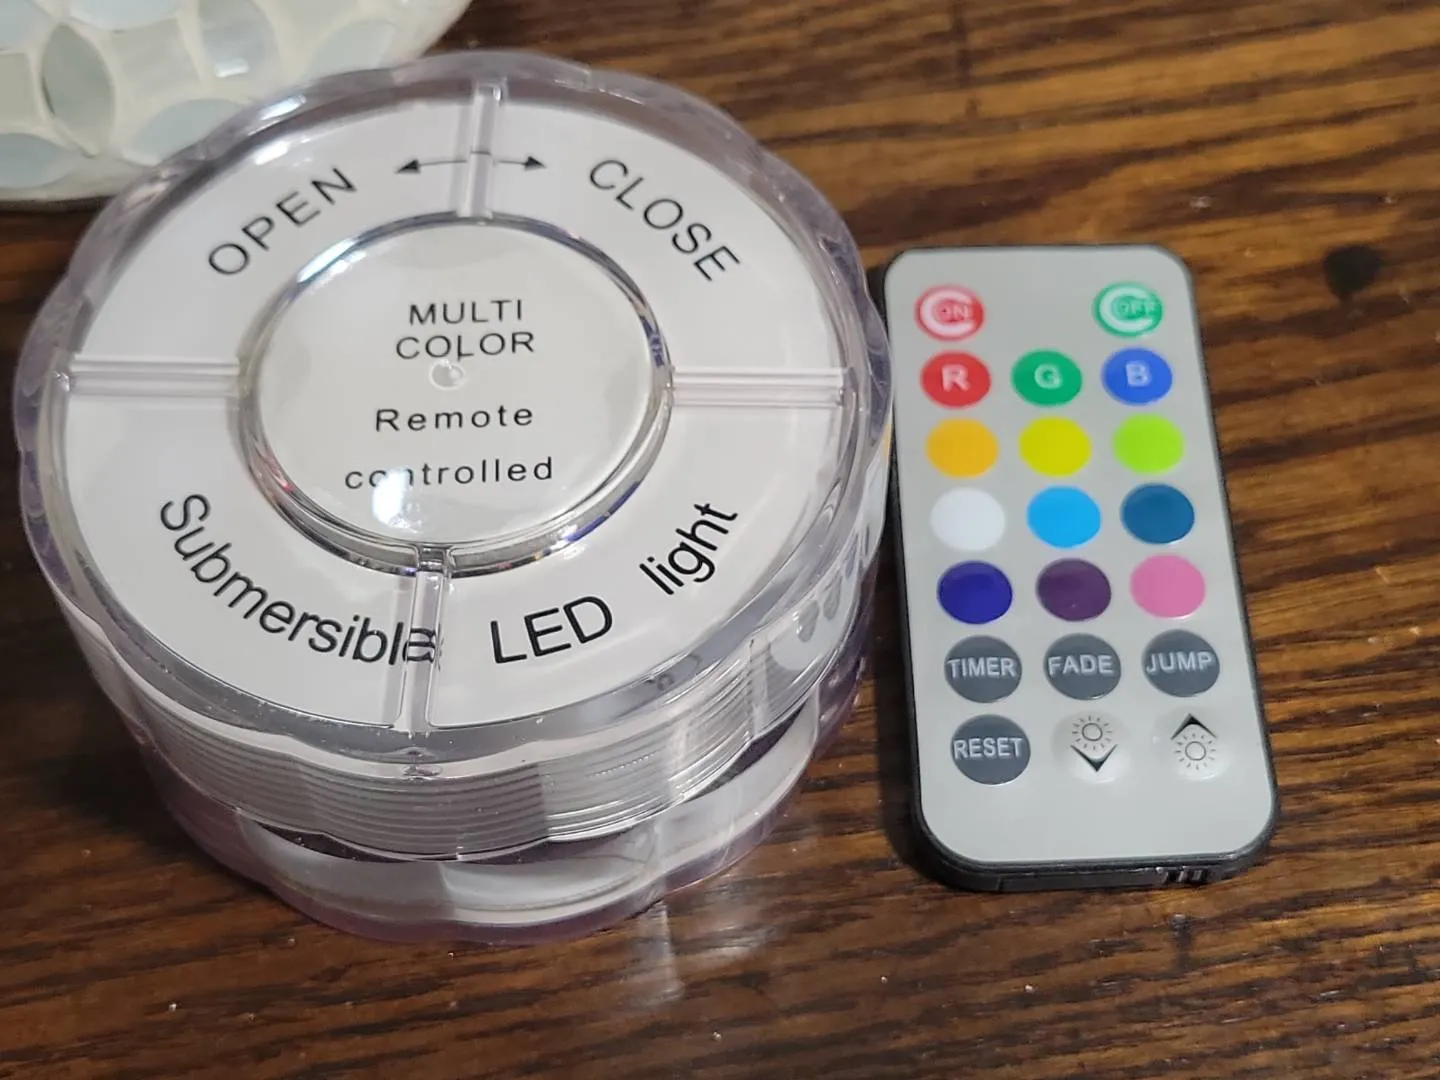 OPEN CLOSE
MULTI
COLOR
Remote
controlled
Submersible LED light
ON OFF
R G B
TIMER FADE JUMP
RESET